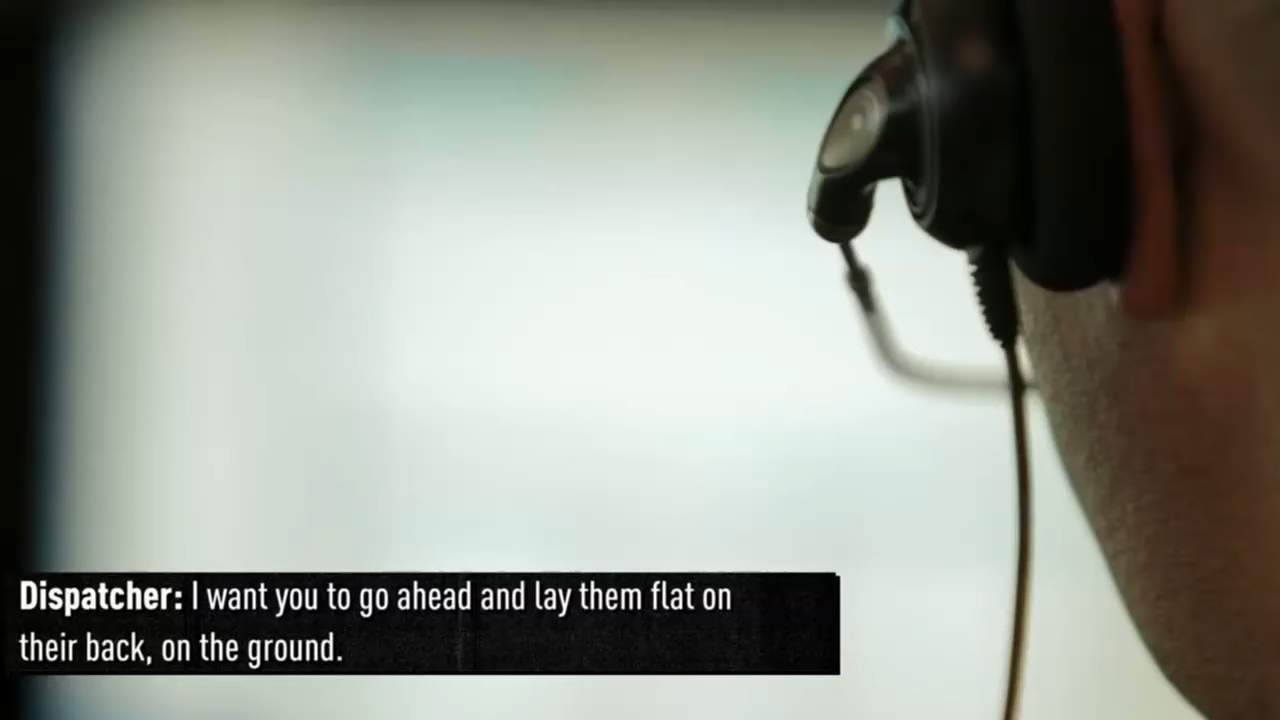 Dispatcher: I want you to go ahead and lay them flat on
their back, on the ground.